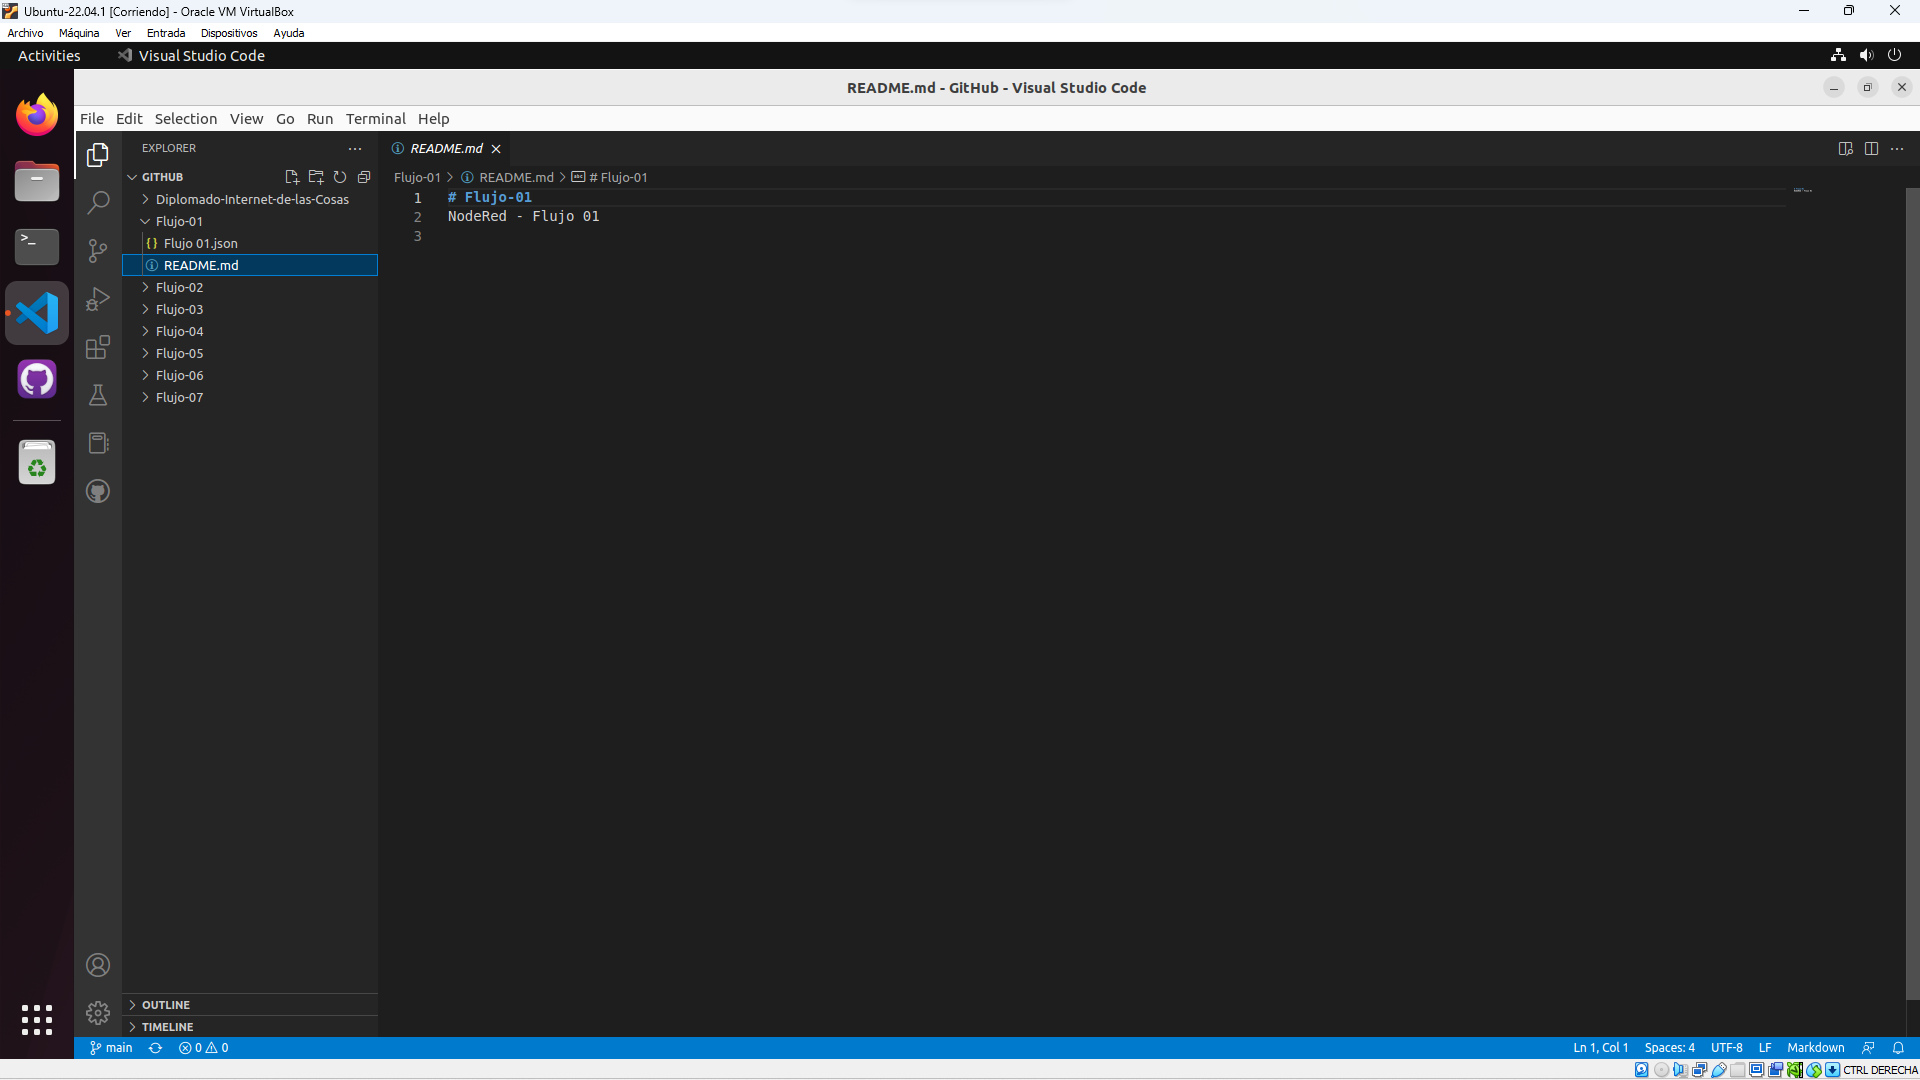 Ubuntu-22.04.1 [Corriendo] - Oracle VM VirtualBox
Archivo Máquina Ver Entrada Dispositivos Ayuda
Activities Visual Studio Code
README.md - GitHub - Visual Studio Code
File Edit Selection View Go Run Terminal Help
EXPLORER
GITHUB
Diplomado-Internet-de-las-Cosas
Flujo-01
{} Flujo 01.json
README.md
Flujo-02
Flujo-03
Flujo-04
Flujo-05
Flujo-06
Flujo-07
OUTLINE
TIMELINE
README.md
Flujo-01 > README.md > abc # Flujo-01
1 # Flujo-01
2 NodeRed - Flujo 01
3
main 0 0 Ln 1, Col 1 Spaces: 4 UTF-8 LF Markdown
CTRL DERECHA